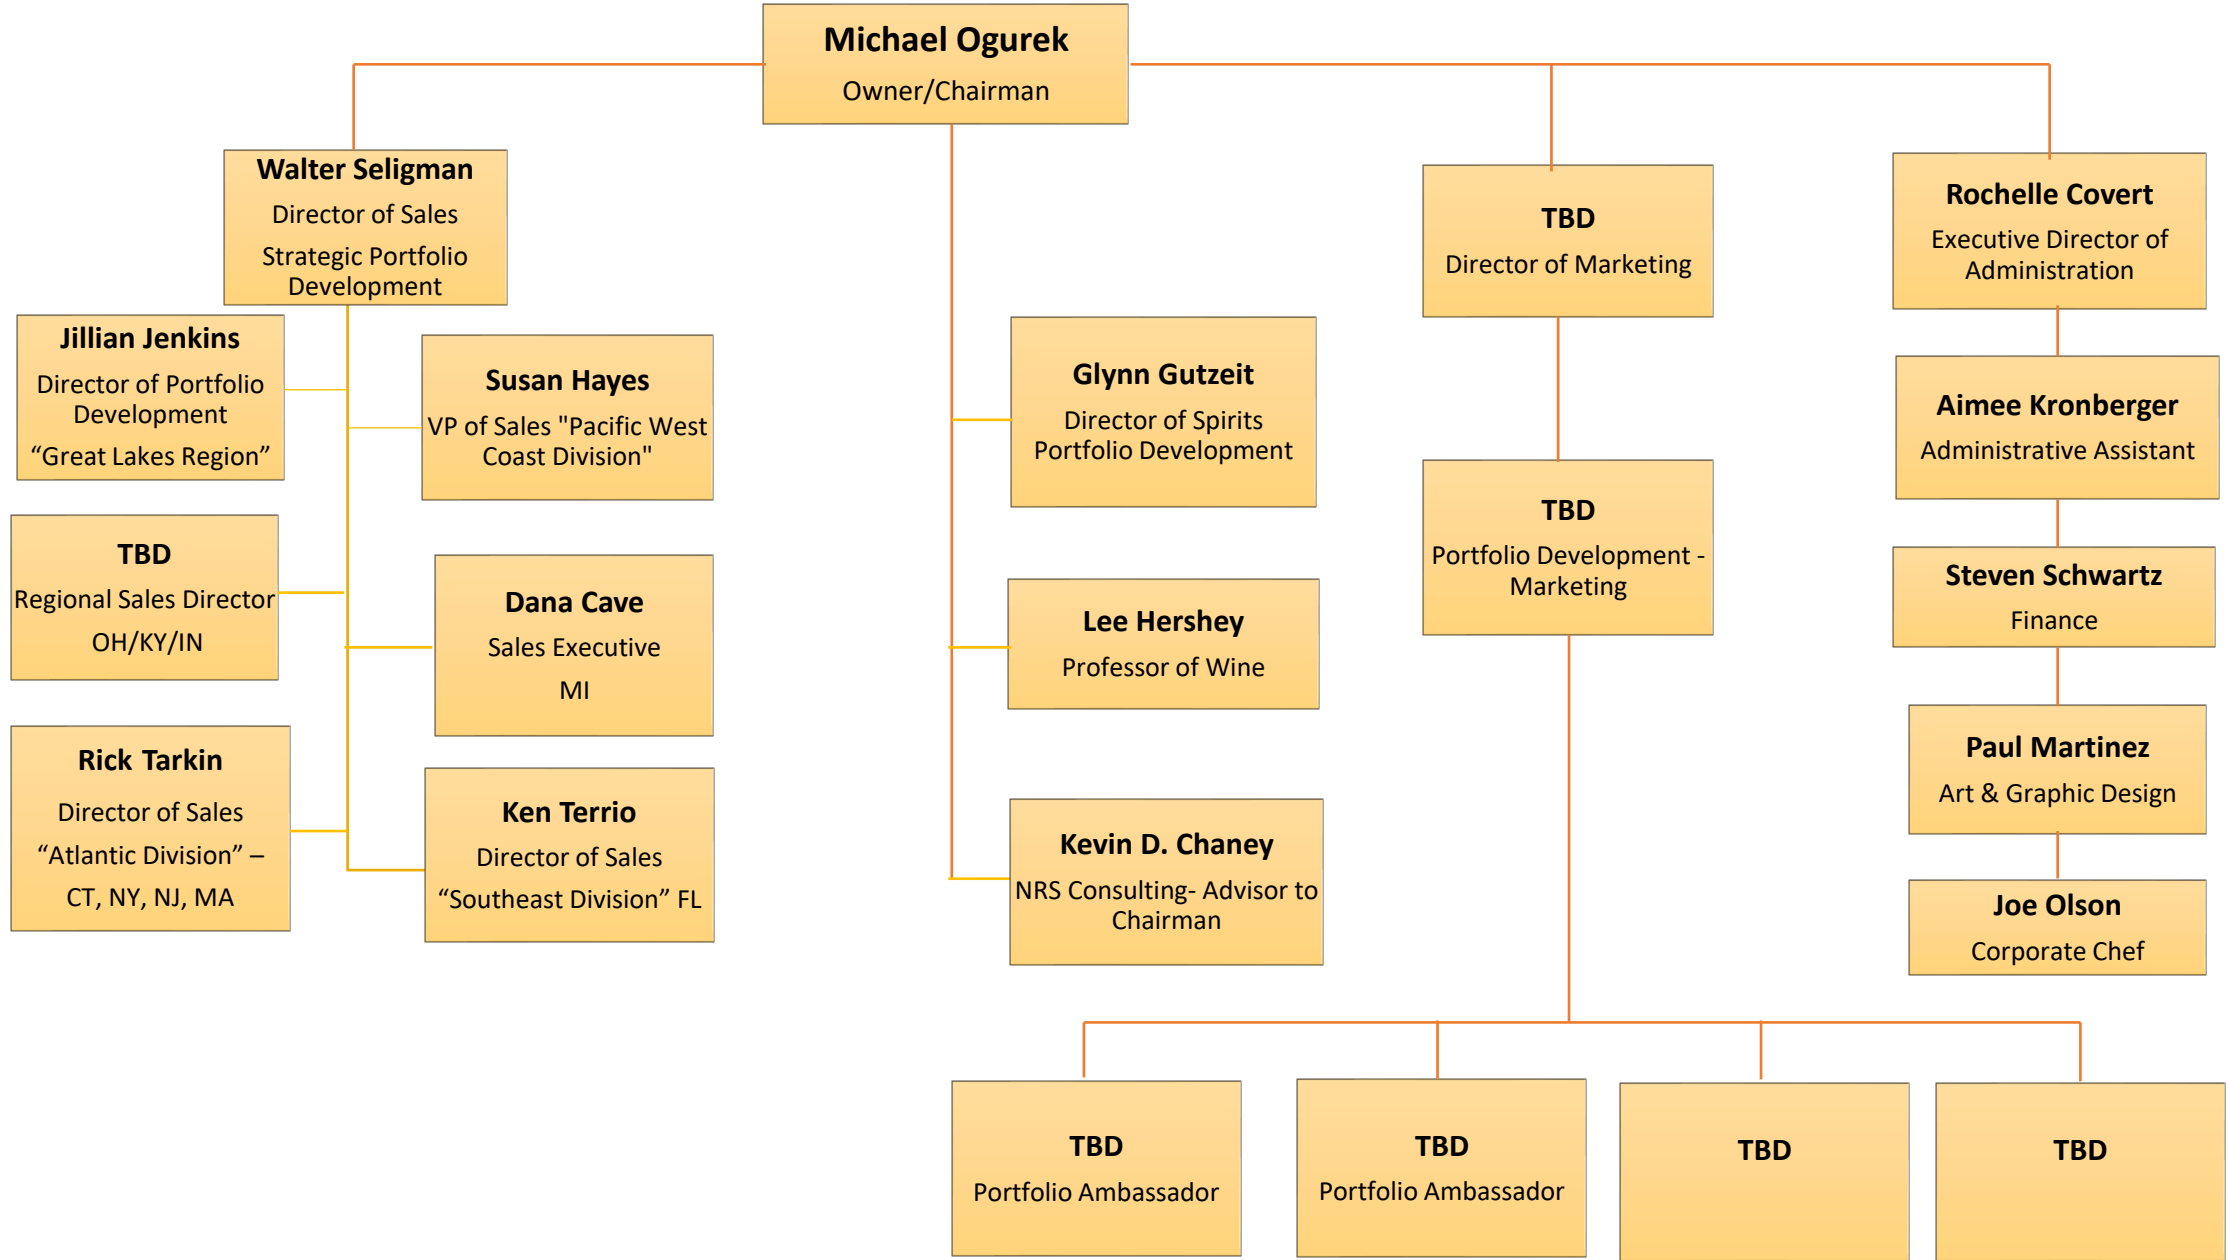 Michael Ogurek
Owner/Chairman
Walter Seligman
Director of Sales
Strategic Portfolio
Development
Jillian Jenkins
Director of Portfolio
Development
“Great Lakes Region”
Susan Hayes
VP of Sales "Pacific West
Coast Division"
TBD
Regional Sales Director
OH/KY/IN
Dana Cave
Sales Executive
MI
Rick Tarkin
Director of Sales
“Atlantic Division” –
CT, NY, NJ, MA
Ken Terrio
Director of Sales
“Southeast Division” FL
Glynn Gutzeit
Director of Spirits
Portfolio Development
Lee Hershey
Professor of Wine
Kevin D. Chaney
NRS Consulting- Advisor to
Chairman
TBD
Director of Marketing
TBD
Portfolio Development -
Marketing
Rochelle Covert
Executive Director of
Administration
Aimee Kronberger
Administrative Assistant
Steven Schwartz
Finance
Paul Martinez
Art & Graphic Design
Joe Olson
Corporate Chef
TBD
Portfolio Ambassador
TBD
Portfolio Ambassador
TBD
TBD